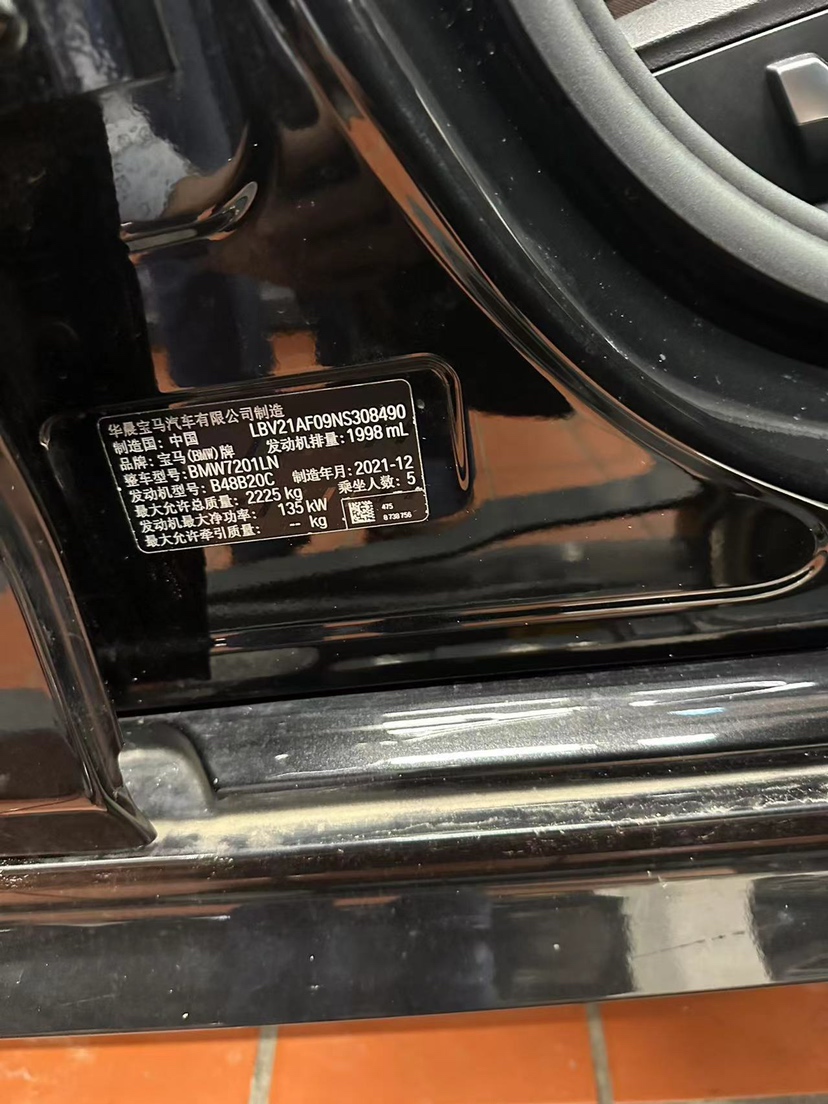 华晨宝马汽车有限公司制造
制造国：中国 LBV21AF09NS308490
品牌：宝马(BMW)牌 发动机排量：1998 mL
整车型号：BMW7201LN
发动机型号：B48B20C 制造年月：2021-12
最大允许总质量：2225 kg 乘坐人数：5
发动机最大净功率：135 kW
最大允许牵引质量：-- kg
475
8 738 756